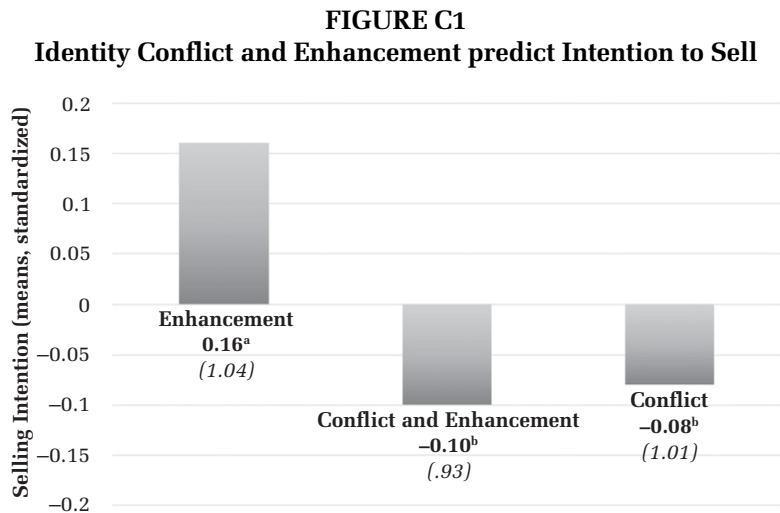 FIGURE C1
Identity Conflict and Enhancement predict Intention to Sell
Selling Intention (means, standardized)
0.2
0.15
0.1
0.05
0
−0.05
−0.1
−0.15
−0.2
Enhancement
0.16ᵃ
(1.04)
Conflict and Enhancement
−0.10ᵇ
(.93)
Conflict
−0.08ᵇ
(1.01)